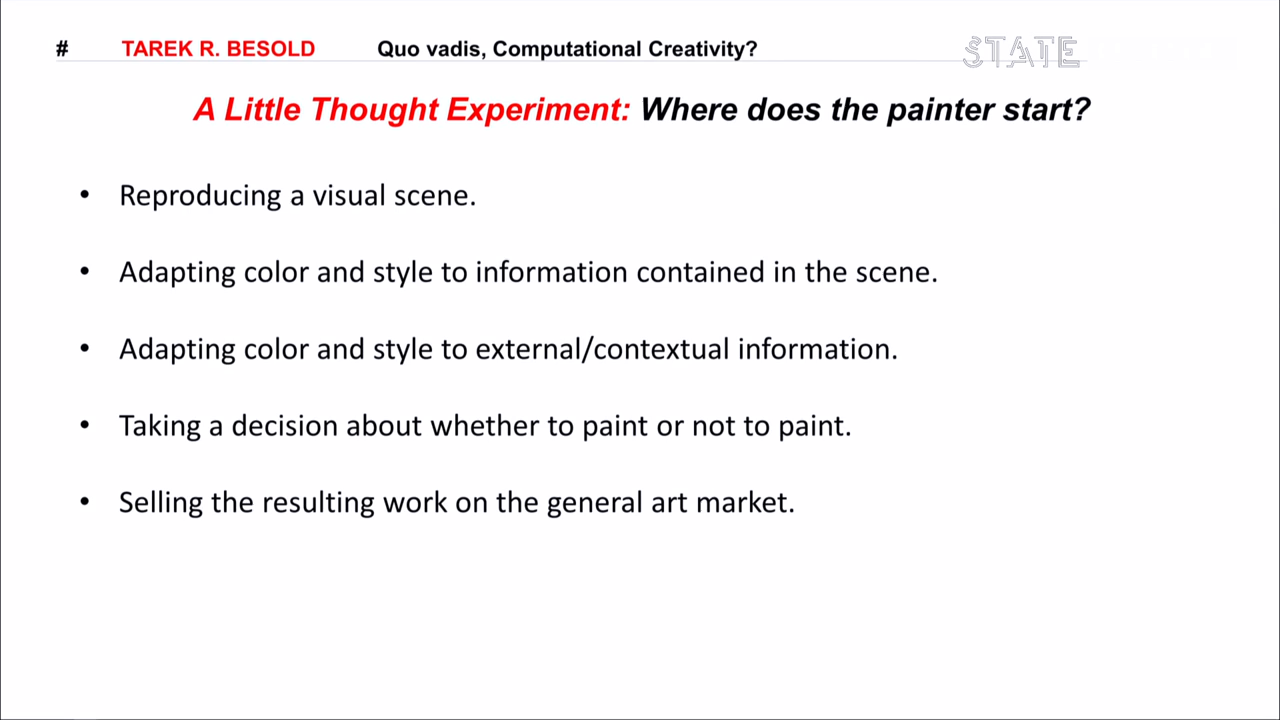 # TAREK R. BESOLD Quo vadis, Computational Creativity? STATE
A Little Thought Experiment: Where does the painter start?
• Reproducing a visual scene.
• Adapting color and style to information contained in the scene.
• Adapting color and style to external/contextual information.
• Taking a decision about whether to paint or not to paint.
• Selling the resulting work on the general art market.